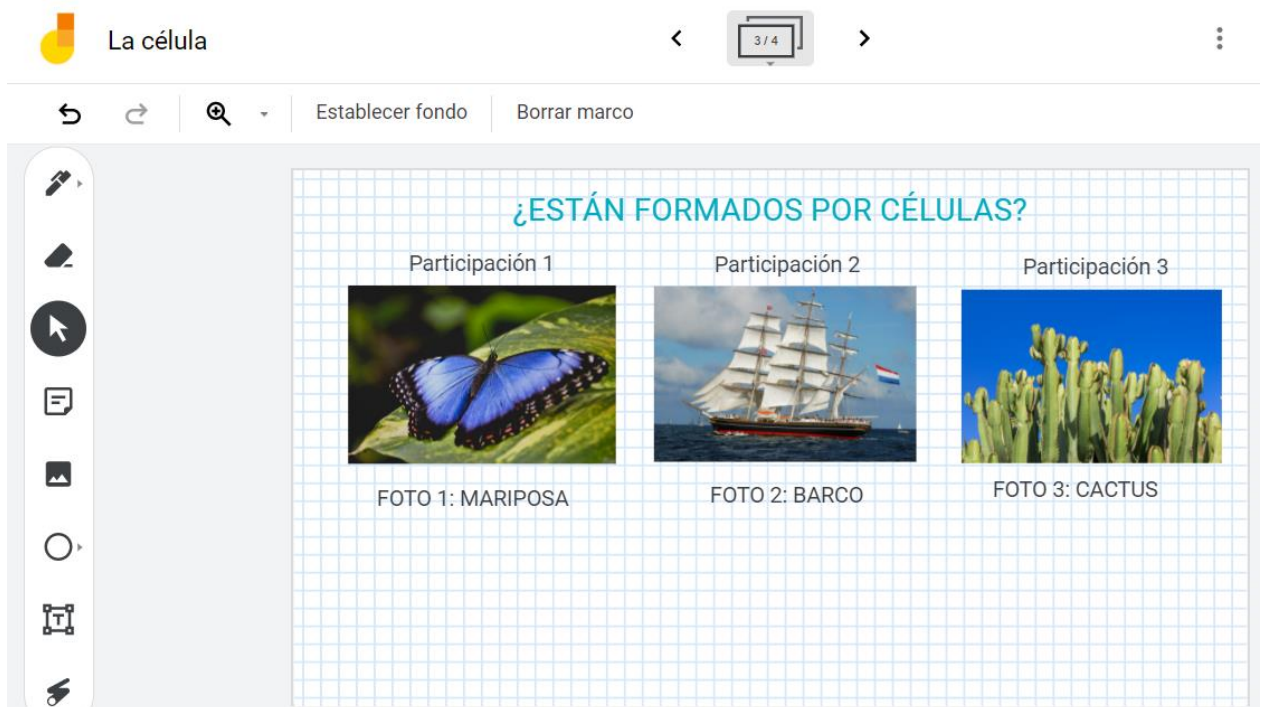 La célula
3 / 4
Establecer fondo
Borrar marco
¿ESTÁN FORMADOS POR CÉLULAS?
Participación 1
Participación 2
Participación 3
FOTO 1: MARIPOSA
FOTO 2: BARCO
FOTO 3: CACTUS
T